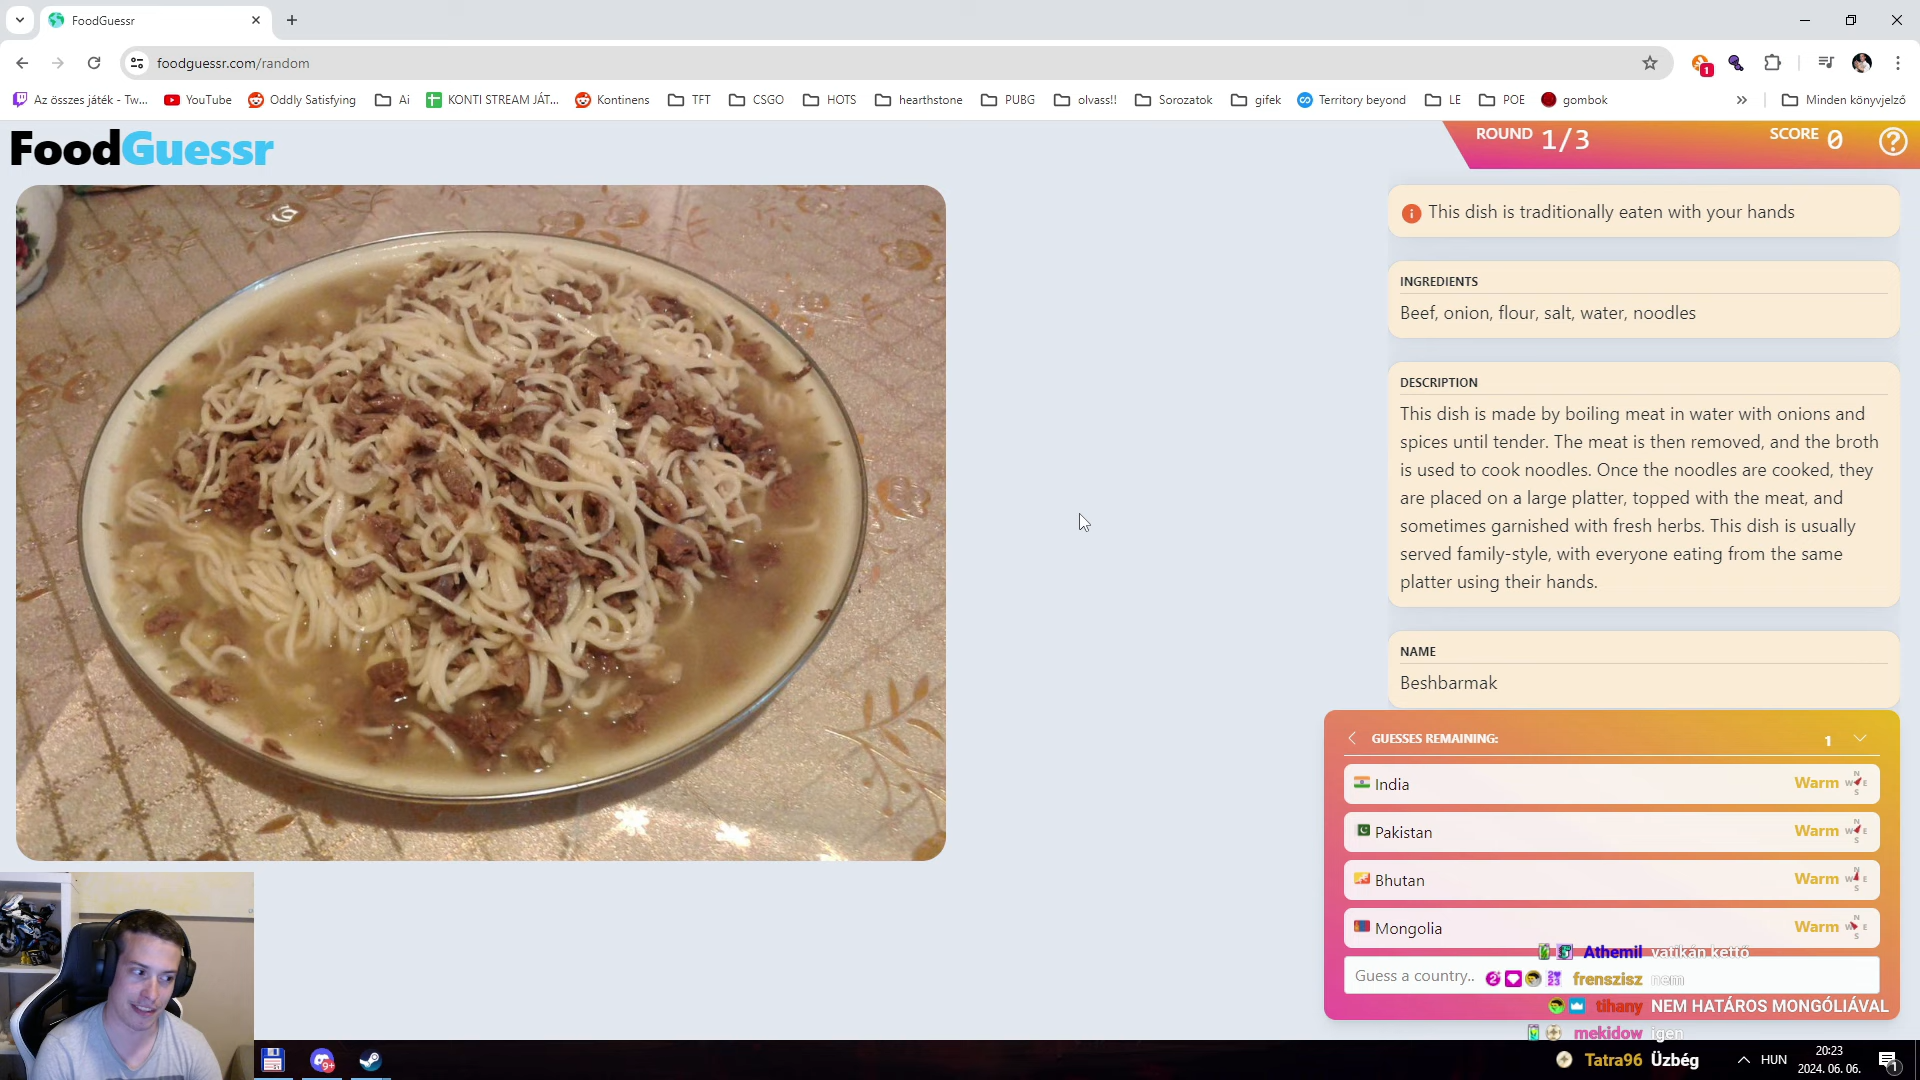 FoodGuessr
foodguessr.com/random
1
Az összes játék - Tw...
YouTube
Oddly Satisfying
Ai
KONTI STREAM JÁT...
Kontinens
TFT
CSGO
HOTS
hearthstone
PUBG
olvass!!
Sorozatok
gifek
Territory beyond
LE
POE
gombok
Minden könyvjelző
FoodGuessr
ROUND 1/3
SCORE 0
This dish is traditionally eaten with your hands
INGREDIENTS
Beef, onion, flour, salt, water, noodles
DESCRIPTION
This dish is made by boiling meat in water with onions and
spices until tender. The meat is then removed, and the broth
is used to cook noodles. Once the noodles are cooked, they
are placed on a large platter, topped with the meat, and
sometimes garnished with fresh herbs. This dish is usually
served family-style, with everyone eating from the same
platter using their hands.
NAME
Beshbarmak
GUESSES REMAINING: 1
India Warm
Pakistan Warm
Bhutan Warm
Mongolia Warm
Athemil vatikán kettő
Guess a country..
frenszisz nem
tihany NEM HATÁROS MONGÓLIÁVAL
mekidow igen
Tatra96 Üzbég
9+
HUN
20:23
2024. 06. 06.
1